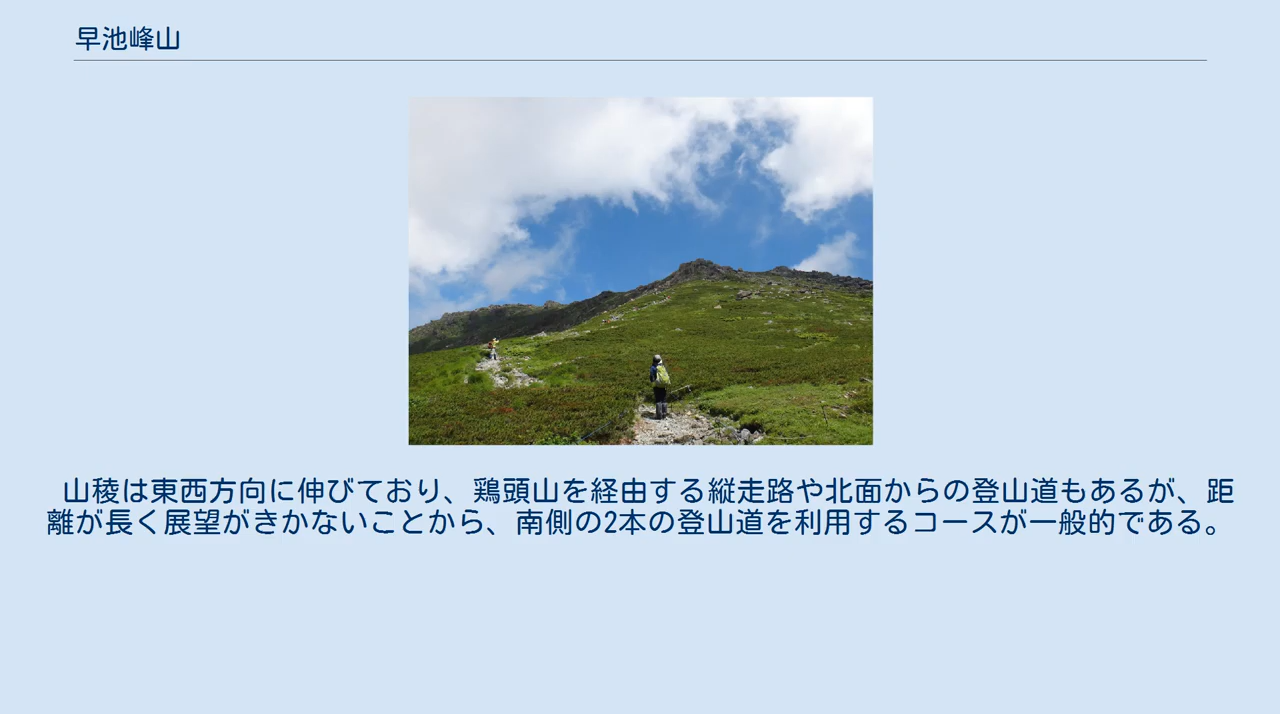 早池峰山
山稜は東西方向に伸びており、鶏頭山を経由する縦走路や北面からの登山道もあるが、距
離が長く展望がきかないことから、南側の2本の登山道を利用するコースが一般的である。